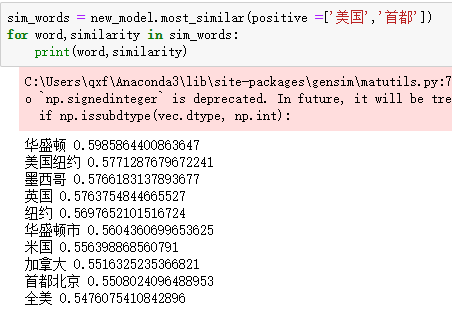 sim_words = new_model.most_similar(positive =['美国','首都'])
for word,similarity in sim_words:
    print(word,similarity)
C:\Users\qxf\Anaconda3\lib\site-packages\gensim\matutils.py:7
o `np.signedinteger` is deprecated. In future, it will be tre
  if np.issubdtype(vec.dtype, np.int):
华盛顿 0.5985864400863647
美国纽约 0.5771287679672241
墨西哥 0.5766183137893677
英国 0.5763754844665527
纽约 0.5697652101516724
华盛顿市 0.5604360699653625
米国 0.556398868560791
加拿大 0.5516325235366821
首都北京 0.5508024096488953
全美 0.5476075410842896